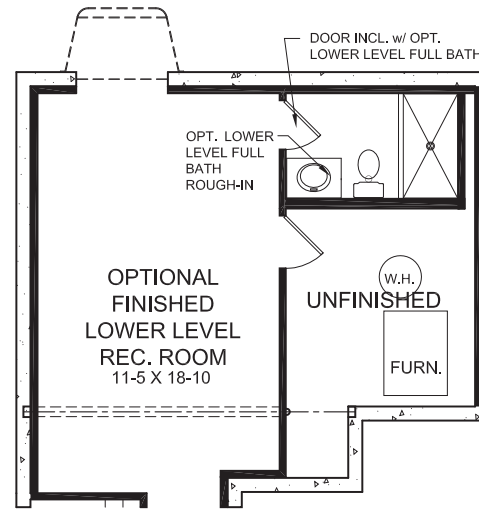 DOOR INCL. w/ OPT.
LOWER LEVEL FULL BATH
OPT. LOWER
LEVEL FULL
BATH
ROUGH-IN
OPTIONAL
FINISHED
LOWER LEVEL
REC. ROOM
11-5 X 18-10
W.H.
UNFINISHED
FURN.